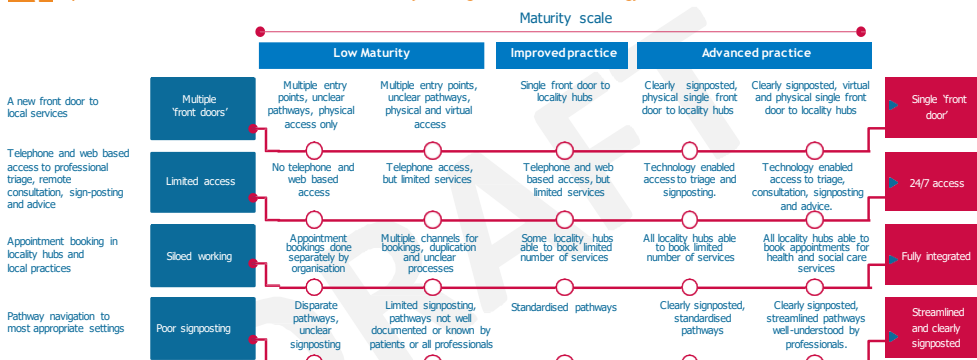 Maturity scale
Low Maturity
Improved practice
Advanced practice
A new front door to
local services
Multiple
'front doors'
Multiple entry
points, unclear
pathways, physical
access only
Multiple entry
points,
unclear pathways,
physical and virtual
access
Single front door to
locality hubs
Clearly signposted,
physical single front
door to locality hubs
Clearly signposted, virtual
and physical single front
door to locality hubs
Single 'front
door'
Telephone and web based
access to professional
triage, remote
consultation, sign-posting
and advice
Limited access
No telephone and
web based
access
Telephone access,
but limited services
Telephone and web
based access, but
limited services
Technology enabled
access to triage and
signposting.
Technology enabled
access to triage,
consultation, signposting
and advice.
24/7 access
Appointment booking in
locality hubs and
local practices
Siloed working
Appointment
bookings done
separately by
organisation
Multiple channels for
bookings, duplication
and unclear
processes
Some locality hubs
able to book limited
number of services
All locality hubs able
to book limited
number of services
All locality hubs able to
book appointments for
health and social care
services
Fully integrated
Pathway navigation to
most appropriate settings
Poor signposting
Disparate
pathways,
unclear
signposting
Limited signposting,
pathways not well
documented or known by
patients or all professionals
Standardised pathways
Clearly signposted,
standardised
pathways
Clearly signposted,
streamlined pathways
well-understood by
professionals.
Streamlined
and clearly
signposted
DRAFT